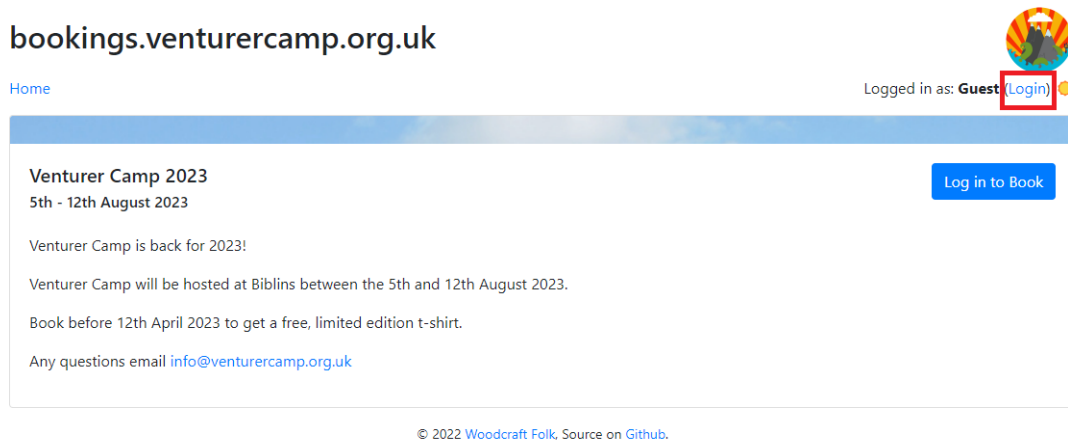 bookings.venturercamp.org.uk
Home
Logged in as: Guest (Login)
Venturer Camp 2023
Log in to Book
5th - 12th August 2023
Venturer Camp is back for 2023!
Venturer Camp will be hosted at Biblins between the 5th and 12th August 2023.
Book before 12th April 2023 to get a free, limited edition t-shirt.
Any questions email info@venturercamp.org.uk
© 2022 Woodcraft Folk, Source on Github.